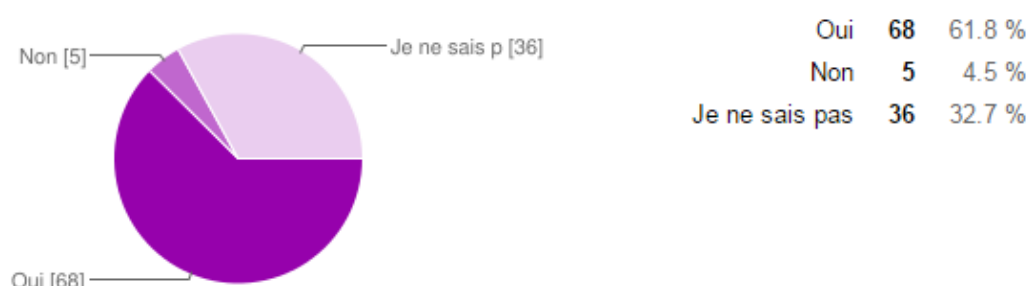 Non [5]
Je ne sais p [36]
Oui [68]
Oui 68 61.8 %
Non 5 4.5 %
Je ne sais pas 36 32.7 %